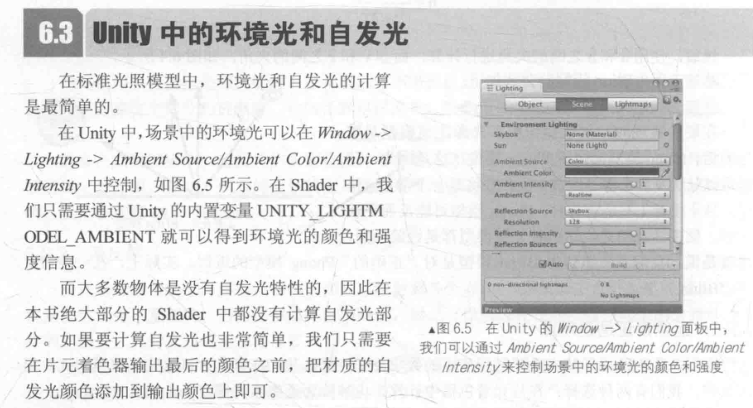 6.3 Unity 中的环境光和自发光
在标准光照模型中，环境光和自发光的计算
是最简单的。
在 Unity 中，场景中的环境光可以在 Window ->
Lighting -> Ambient Source/Ambient Color/Ambient
Intensity 中控制，如图 6.5 所示。在 Shader 中，我
们只需要通过 Unity 的内置变量 UNITY_LIGHTM
ODEL_AMBIENT 就可以得到环境光的颜色和强
度信息。
而大多数物体是没有自发光特性的，因此在
本书绝大部分的 Shader 中都没有计算自发光部
分。如果要计算自发光也非常简单，我们只需要
在片元着色器输出最后的颜色之前，把材质的自
发光颜色添加到输出颜色上即可。
Lighting
Object Scene Lightmaps
Environment Lighting
Skybox None (Material)
Sun None (Light)
Ambient Source Color
Ambient Color
Ambient Intensity 1
Ambient GI Realtime
Reflection Source Skybox
Resolution 128
Reflection Intensity 1
Reflection Bounces 1
Auto Build
0 non-directional lightmaps 0 B
No Lightmaps
Preview
▲图 6.5 在 Unity 的 Window -> Lighting 面板中，
我们可以通过 Ambient Source/Ambient Color/Ambient
Intensity 来控制场景中的环境光的颜色和强度